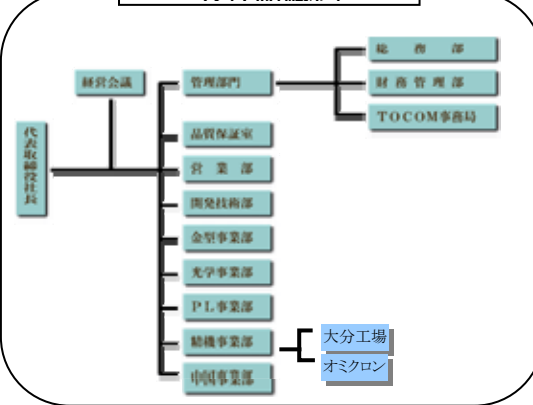 経営会議
代表取締役社長
管理部門
総務部
財務管理部
TOCOM事務局
品質保証室
営業部
開発技術部
金型事業部
光学事業部
PL事業部
精機事業部
大分工場
オミクロン
中国事業部